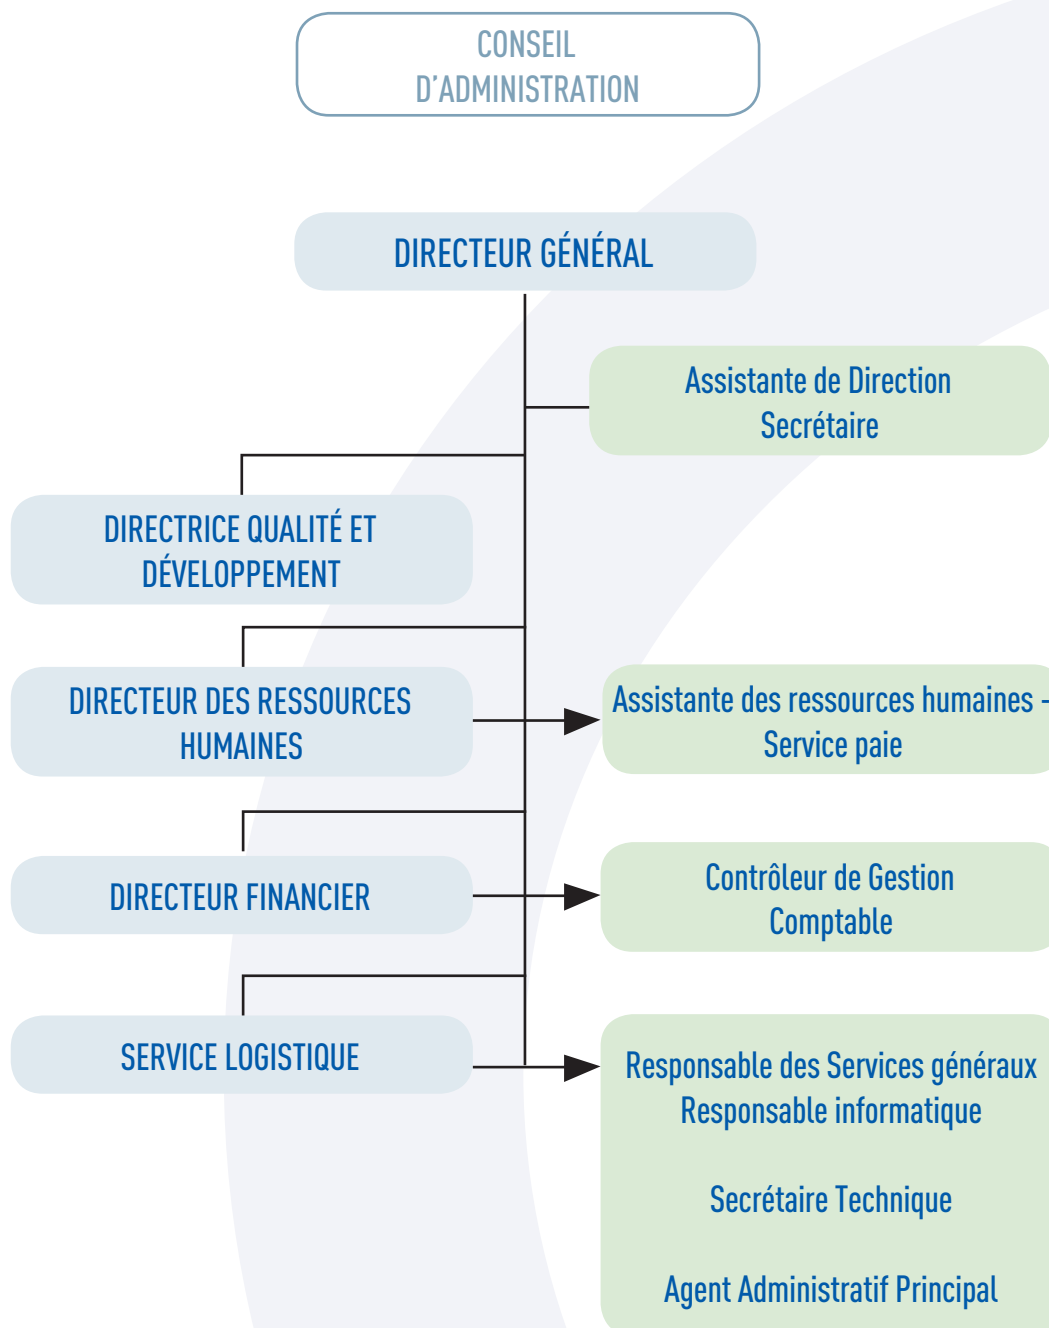 CONSEIL
D'ADMINISTRATION
DIRECTEUR GÉNÉRAL
Assistante de Direction
Secrétaire
DIRECTRICE QUALITÉ ET
DÉVELOPPEMENT
DIRECTEUR DES RESSOURCES
HUMAINES
Assistante des ressources humaines -
Service paie
DIRECTEUR FINANCIER
Contrôleur de Gestion
Comptable
SERVICE LOGISTIQUE
Responsable des Services généraux
Responsable informatique
Secrétaire Technique
Agent Administratif Principal